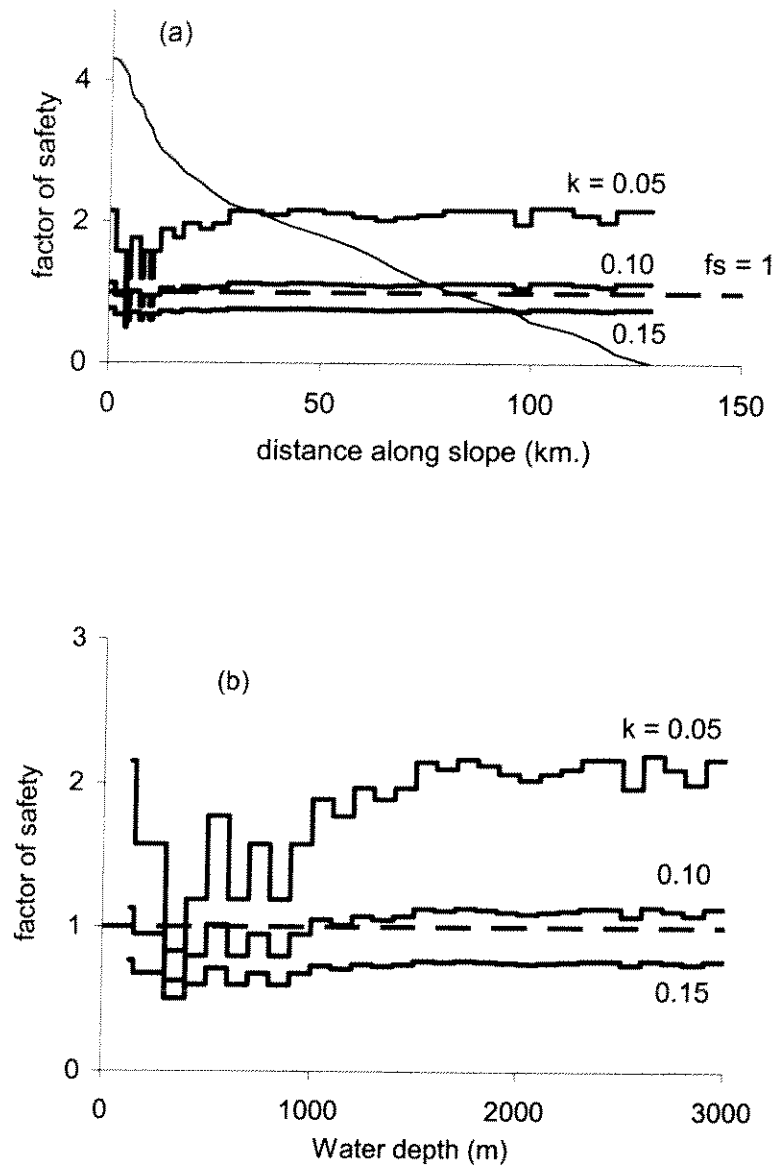 (a)
factor of safety
4
2
0
k = 0.05
0.10
fs = 1
0.15
0
50
100
150
distance along slope (km.)
(b)
factor of safety
3
2
1
0
k = 0.05
0.10
0.15
0
1000
2000
3000
Water depth (m)